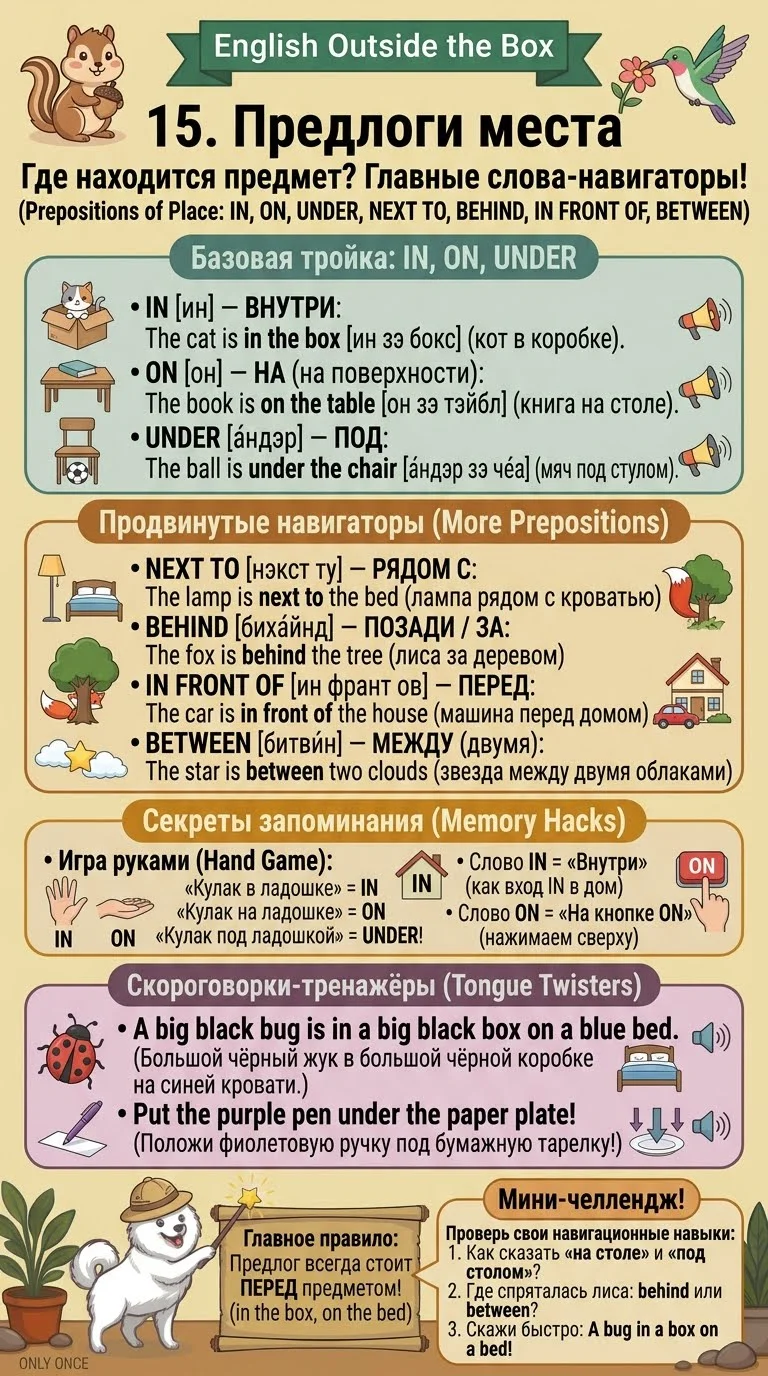 English Outside the Box
15. Предлоги места
Где находится предмет? Главные слова-навигаторы!
(Prepositions of Place: IN, ON, UNDER, NEXT TO, BEHIND, IN FRONT OF, BETWEEN)
Базовая тройка: IN, ON, UNDER
• IN [ин] — ВНУТРИ:
The cat is in the box [ин зэ бокс] (кот в коробке).
• ON [он] — НА (на поверхности):
The book is on the table [он зэ тэйбл] (книга на столе).
• UNDER [а́ндэр] — ПОД:
The ball is under the chair [а́ндэр зэ че́а] (мяч под стулом).
Продвинутые навигаторы (More Prepositions)
• NEXT TO [нэкст ту] — РЯДОМ С:
The lamp is next to the bed (лампа рядом с кроватью)
• BEHIND [биха́йнд] — ПОЗАДИ / ЗА:
The fox is behind the tree (лиса за деревом)
• IN FRONT OF [ин франт ов] — ПЕРЕД:
The car is in front of the house (машина перед домом)
• BETWEEN [битви́н] — МЕЖДУ (двумя):
The star is between two clouds (звезда между двумя облаками)
Секреты запоминания (Memory Hacks)
• Игра руками (Hand Game):
«Кулак в ладошке» = IN
«Кулак на ладошке» = ON
«Кулак под ладошкой» = UNDER!
IN
ON
IN
• Слово IN = «Внутри»
(как вход IN в дом)
• Слово ON = «На кнопке ON»
(нажимаем сверху)
ON
Скороговорки-тренажёры (Tongue Twisters)
• A big black bug is in a big black box on a blue bed.
(Большой чёрный жук в большой чёрной коробке
на синей кровати.)
• Put the purple pen under the paper plate!
(Положи фиолетовую ручку под бумажную тарелку!)
Главное правило:
Предлог всегда стоит
ПЕРЕД предметом!
(in the box, on the bed)
Мини-челлендж!
Проверь свои навигационные навыки:
1. Как сказать «на столе» и «под
столом»?
2. Где спряталась лиса: behind или
between?
3. Скажи быстро: A bug in a box on
a bed!
ONLY ONCE